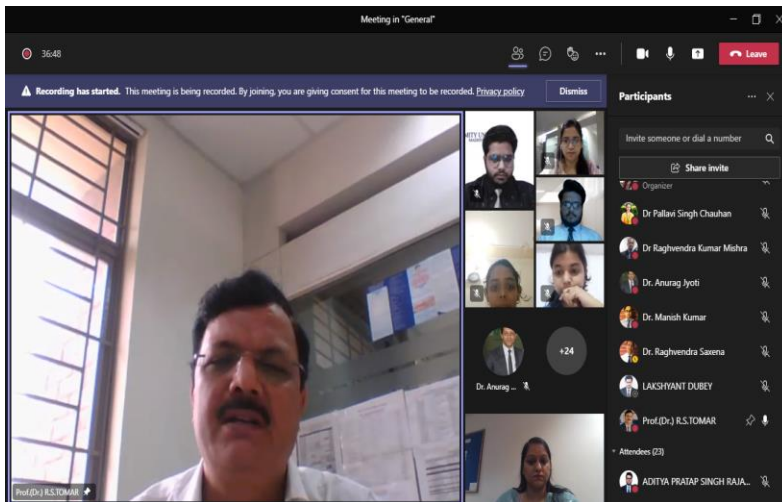 Meeting in "General"
36:48
Leave
Recording has started. This meeting is being recorded. By joining, you are giving consent for this meeting to be recorded. Privacy policy
Dismiss
Participants
Invite someone or dial a number
Share invite
Organizer
Dr Pallavi Singh Chauhan
Dr Raghvendra Kumar Mishra
Dr. Anurag Jyoti
Dr. Manish Kumar
Dr. Raghvendra Saxena
LAKSHYANT DUBEY
Prof.(Dr.) R.S.TOMAR
Attendees (23)
ADITYA PRATAP SINGH RAJA...
MITY UN
+24
Dr. Anurag ...
Prof.(Dr.) R.S.TOMAR